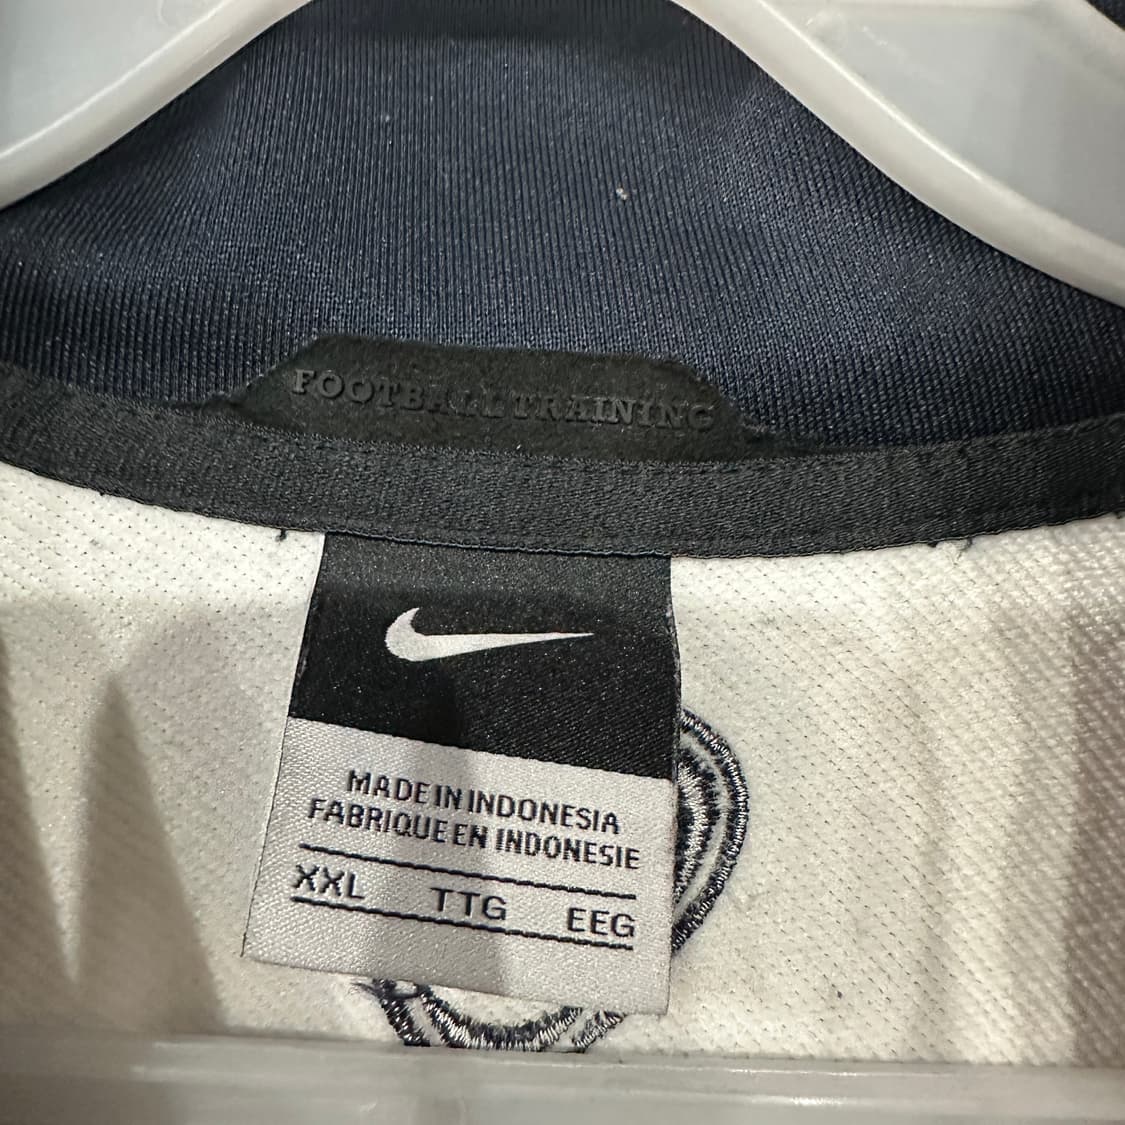 FOOTBALL TRAINING
MADE IN INDONESIA
FABRIQUE EN INDONESIE
XXL TTG EEG